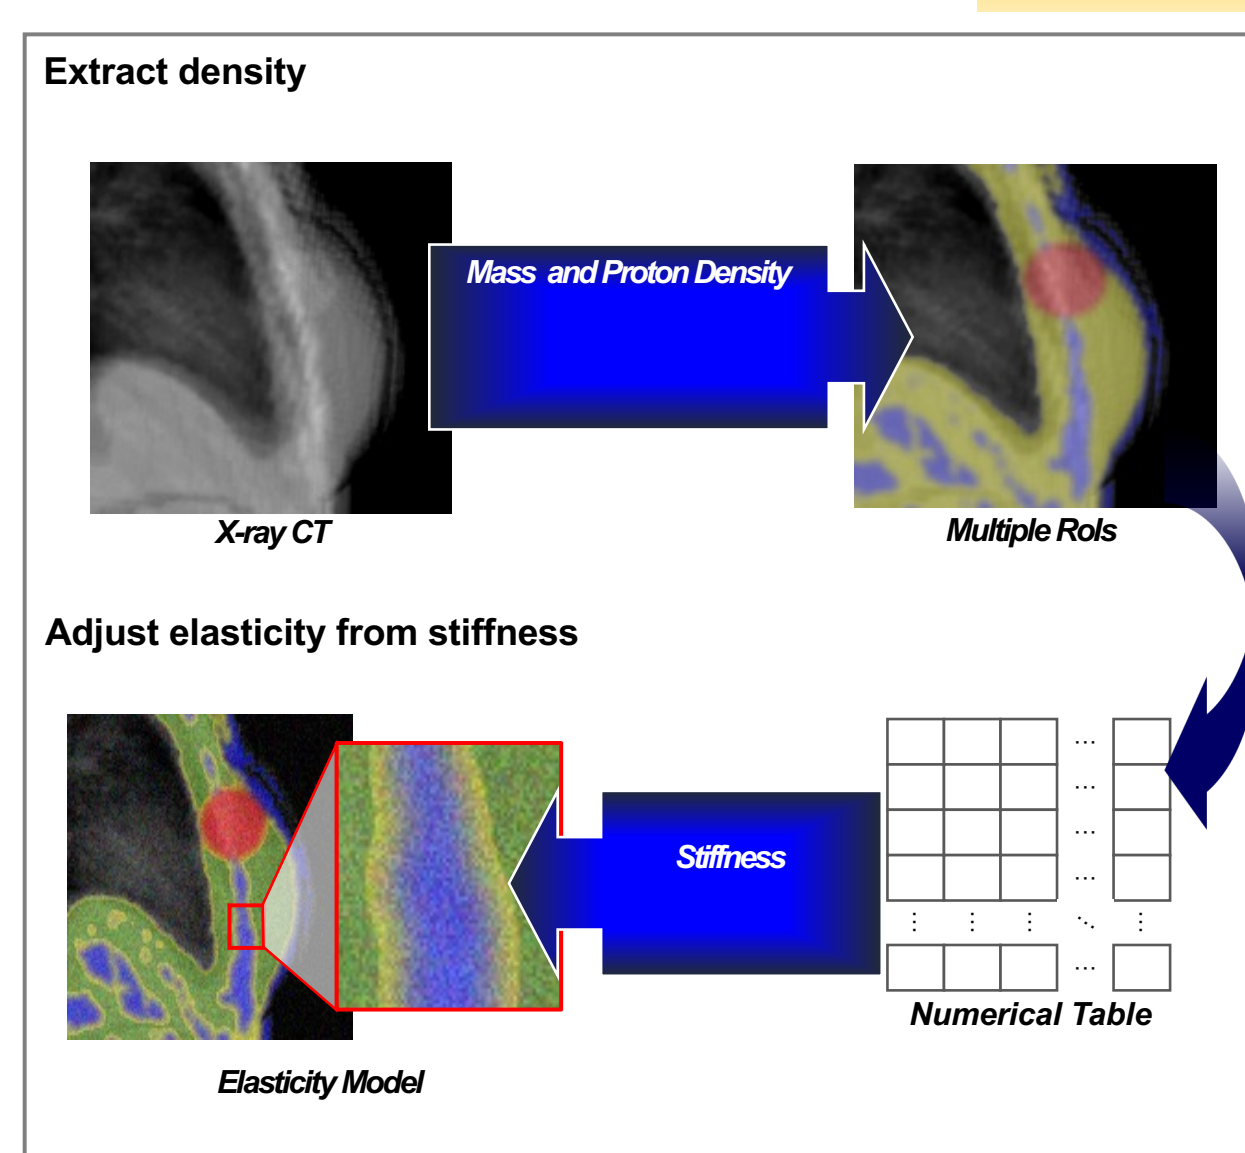 Extract density
Mass and Proton Density
X-ray CT
Multiple RoIs
Adjust elasticity from stiffness
Stiffness
Numerical Table
Elasticity Model